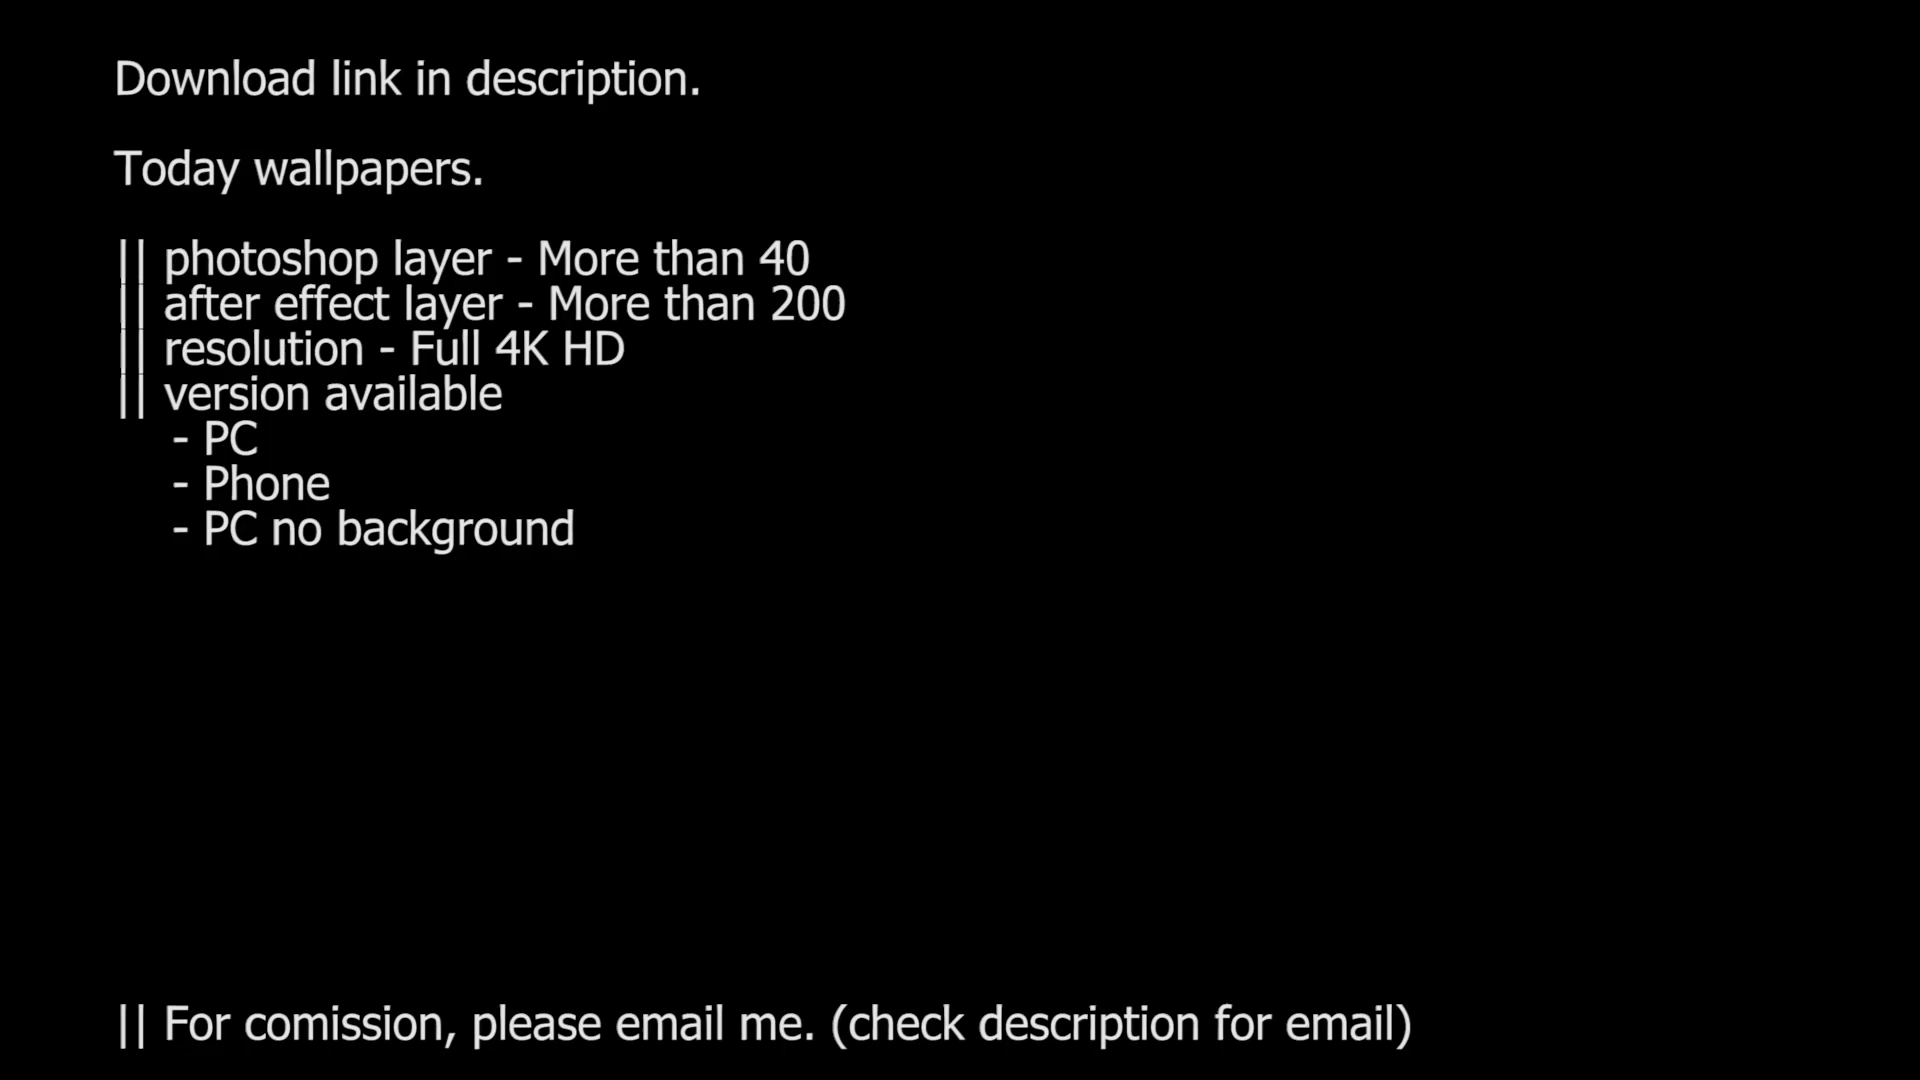 Download link in description.
Today wallpapers.
|| photoshop layer - More than 40
|| after effect layer - More than 200
|| resolution - Full 4K HD
|| version available
- PC
- Phone
- PC no background
|| For comission, please email me. (check description for email)